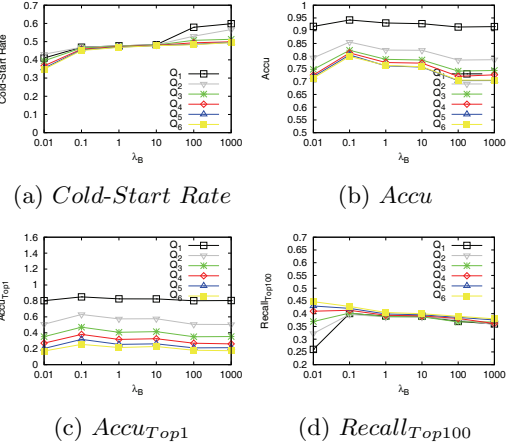 Cold-Start Rate
0.7
0.6
0.5
0.4
0.3
0.2
0.1
0
0.01 0.1 1 10 100 1000
λB
Q1
Q2
Q3
Q4
Q5
Q6
(a) Cold-Start Rate
Accu
1
0.95
0.9
0.85
0.8
0.75
0.7
0.65
0.6
0.55
0.5
0.01 0.1 1 10 100 1000
λB
Q1
Q2
Q3
Q4
Q5
Q6
(b) Accu
AccuTop1
1.6
1.4
1.2
1
0.8
0.6
0.4
0.2
0
0.01 0.1 1 10 100 1000
λB
Q1
Q2
Q3
Q4
Q5
Q6
(c) AccuTop1
RecallTop100
0.7
0.65
0.6
0.55
0.5
0.45
0.4
0.35
0.3
0.25
0.2
0.01 0.1 1 10 100 1000
λB
Q1
Q2
Q3
Q4
Q5
Q6
(d) RecallTop100